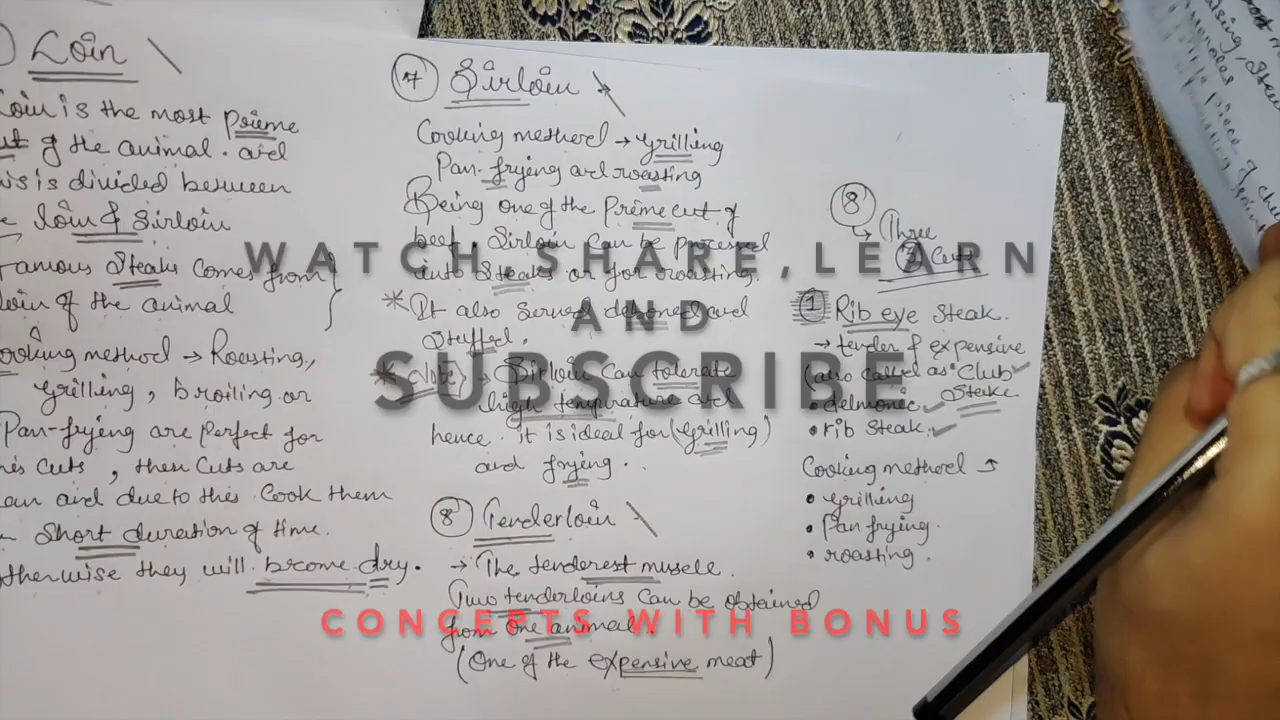 Loin
Loin is the most prime
cut of the animal. and
this is divided between
loin & Sirloin
Famous Steaks Comes from
loin of the animal
Cooking method → Roasting,
grilling, broiling or
Pan-frying are perfect for
this Cuts, then Cuts are
and due to this Cook them
Short duration of time.
otherwise they will become dry.
7 Sirloin
Cooking method → grilling
Pan-frying and roasting
Being one of the Prime cut of
beef. Sirloin Can be
into Steaks or for roasting.
* It also Served deboned and
Stuffed.
* Note → Sirloin Can tolerate
high temprature and
hence it is ideal for (grilling)
and frying.
8 Tenderloin
→ The tenderest muscle.
Two tenderloins Can be obtained
from One animal.
(One of the expensive meat)
8
→ Three
3 Cuts
1 Rib eye Steak.
→ tender & expensive
(also called as Club
Steake
• delmonic
• rib Steak.
Cooking method
• grilling
• Pan frying.
• roasting.
WATCH,SHARE,LEARN
AND
SUBSCRIBE
CONCEPTS WITH BONUS